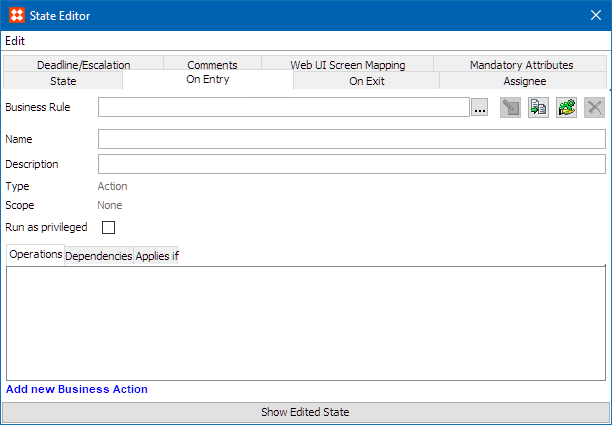 State Editor
Edit
Deadline/Escalation Comments Web UI Screen Mapping Mandatory Attributes
State On Entry On Exit Assignee
Business Rule ...
Name
Description
Type Action
Scope None
Run as privileged
Operations Dependencies Applies if
Add new Business Action
Show Edited State